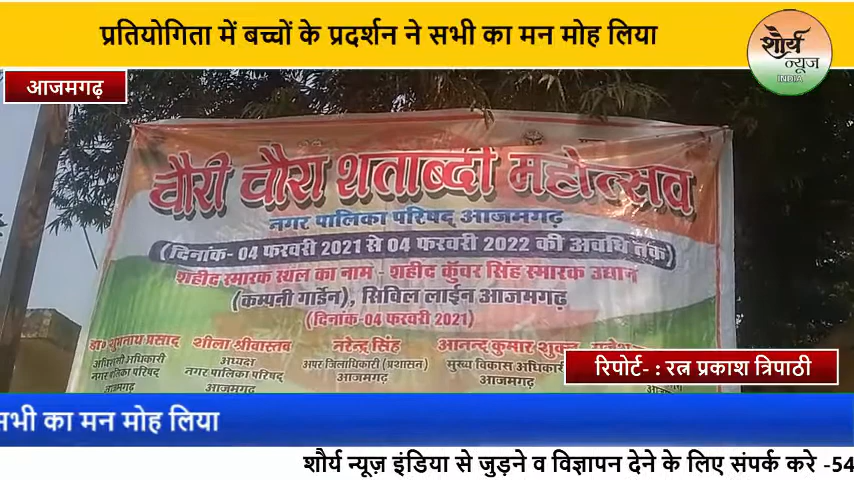 प्रतियोगिता में बच्चों के प्रदर्शन ने सभी का मन मोह लिया
शौर्य
न्यूज
INDIA
आजमगढ़
चौरी चौरा शताब्दी महोत्सव
नगर पालिका परिषद् आजमगढ़
(दिनांक- 04 फरवरी 2021 से 04 फरवरी 2022 की अवधि तक)
शहीद स्मारक स्थल का नाम - शहीद कुँवर सिंह स्मारक उद्यान
(कम्पनी गार्डेन), सिविल लाईन आजमगढ़
(दिनांक-04 फरवरी 2021)
डा० शुभनाथ प्रसाद
अधिशासी अधिकारी
नगर पालिका परिषद्
आजमगढ़
शीला श्रीवास्तव
अध्यक्ष
नगर पालिका परिषद्
आजमगढ़
नरेन्द्र सिंह
अपर जिलाधिकारी (प्रशासन)
आजमगढ़
आनन्द कुमार शुक्ल
मुख्य विकास अधिकारी
आजमगढ़
रिपोर्ट- : रत्न प्रकाश त्रिपाठी
सभी का मन मोह लिया
शौर्य न्यूज़ इंडिया से जुड़ने व विज्ञापन देने के लिए संपर्क करे -54